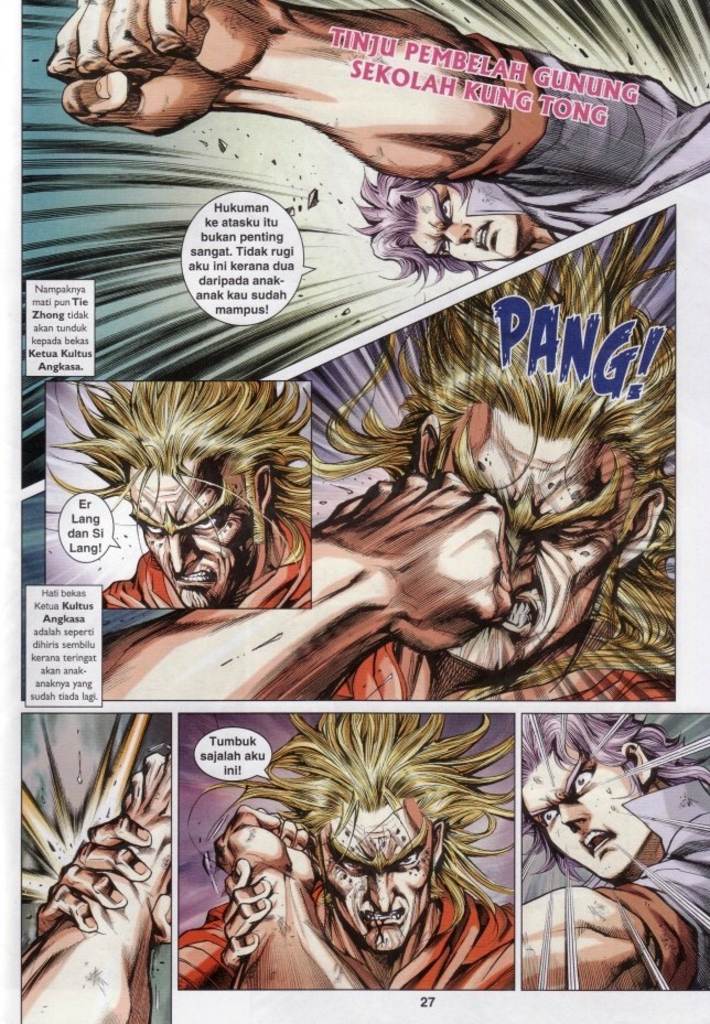 TINJU PEMBELAH GUNUNG
SEKOLAH KUNG TONG
Hukuman
ke atasku itu
bukan penting
sangat. Tidak rugi
aku ini kerana dua
daripada anak-
anak kau sudah
mampus!
Nampaknya
mati pun Tie
Zhong tidak
akan tunduk
kepada bekas
Ketua Kultus
Angkasa.
PANG!
Er
Lang
dan Si
Lang!
Hati bekas
Ketua Kultus
Angkasa
adalah seperti
dihiris sembilu
kerana teringat
akan anak-
anaknya yang
sudah tiada lagi.
Tumbuk
sajalah aku
ini!
27